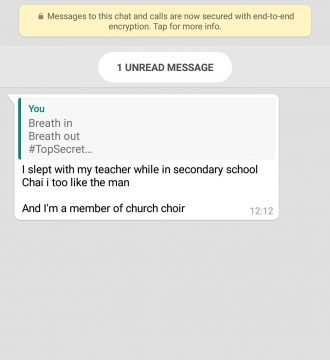 Messages to this chat and calls are now secured with end-to-end
encryption. Tap for more info.
1 UNREAD MESSAGE
You
Breath in
Breath out
#TopSecret...
I slept with my teacher while in secondary school
Chai i too like the man
And I'm a member of church choir
12:12